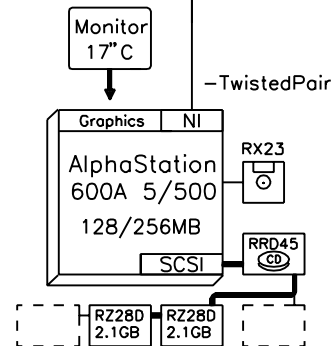 Monitor
17"C
-TwistedPair
Graphics
NI
AlphaStation
600A 5/500
128/256MB
SCSI
RX23
RRD45
CD
RZ28D
2.1GB
RZ28D
2.1GB